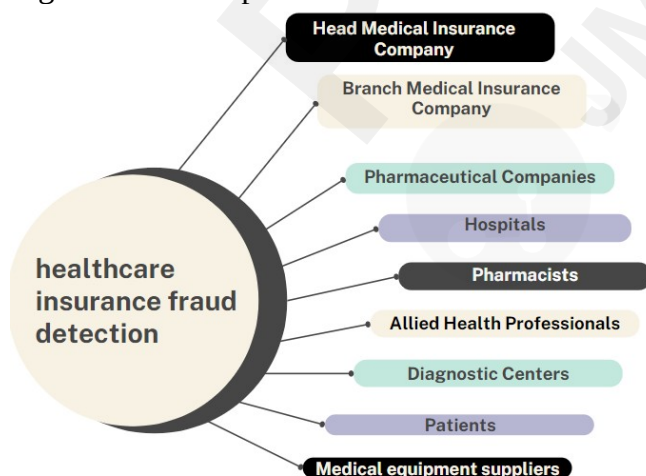 Head Medical Insurance
Company
Branch Medical Insurance
Company
Pharmaceutical Companies
Hospitals
healthcare
insurance fraud
detection
Pharmacists
Allied Health Professionals
Diagnostic Centers
Patients
Medical equipment suppliers